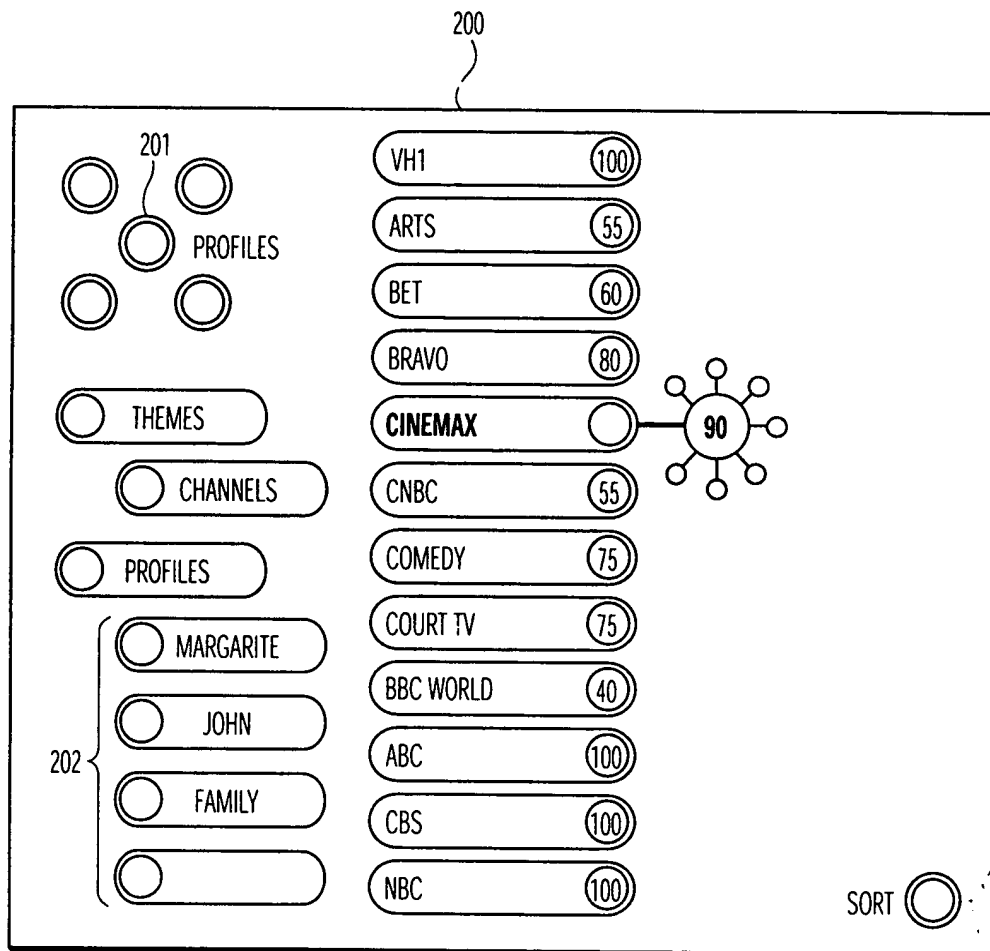 200
201
PROFILES
THEMES
CHANNELS
PROFILES
202
MARGARITE
JOHN
FAMILY
VH1 100
ARTS 55
BET 60
BRAVO 80
CINEMAX 90
CNBC 55
COMEDY 75
COURT TV 75
BBC WORLD 40
ABC 100
CBS 100
NBC 100
SORT